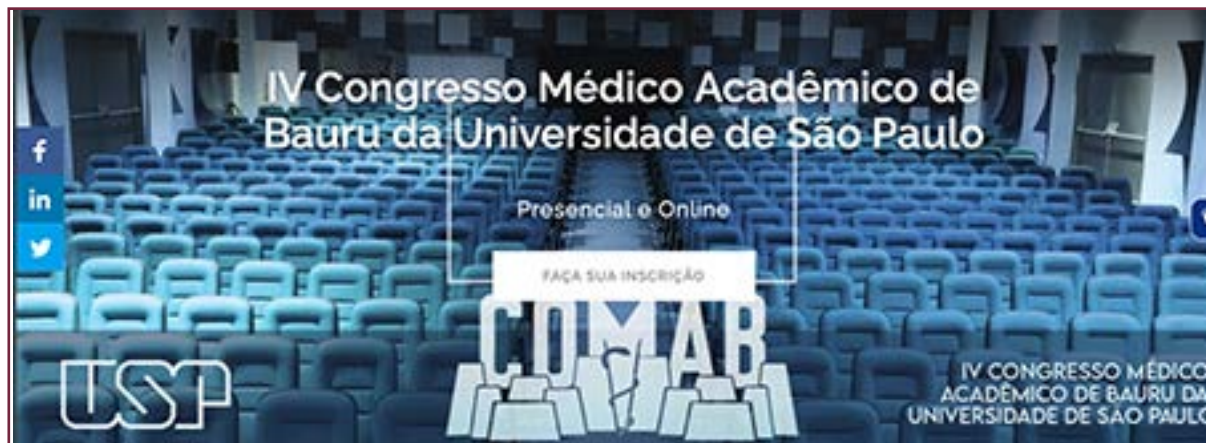 IV Congresso Médico Acadêmico de
Bauru da Universidade de São Paulo
f
in
Presencial e Online
FAÇA SUA INSCRIÇÃO
COMAB
USP
IV CONGRESSO MÉDICO
ACADÊMICO DE BAURU DA
UNIVERSIDADE DE SÃO PAULO